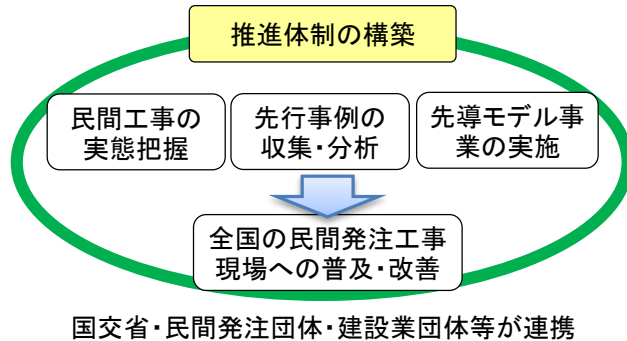 推進体制の構築
民間工事の
実態把握
先行事例の
収集・分析
先導モデル事
業の実施
全国の民間発注工事
現場への普及・改善
国交省・民間発注団体・建設業団体等が連携